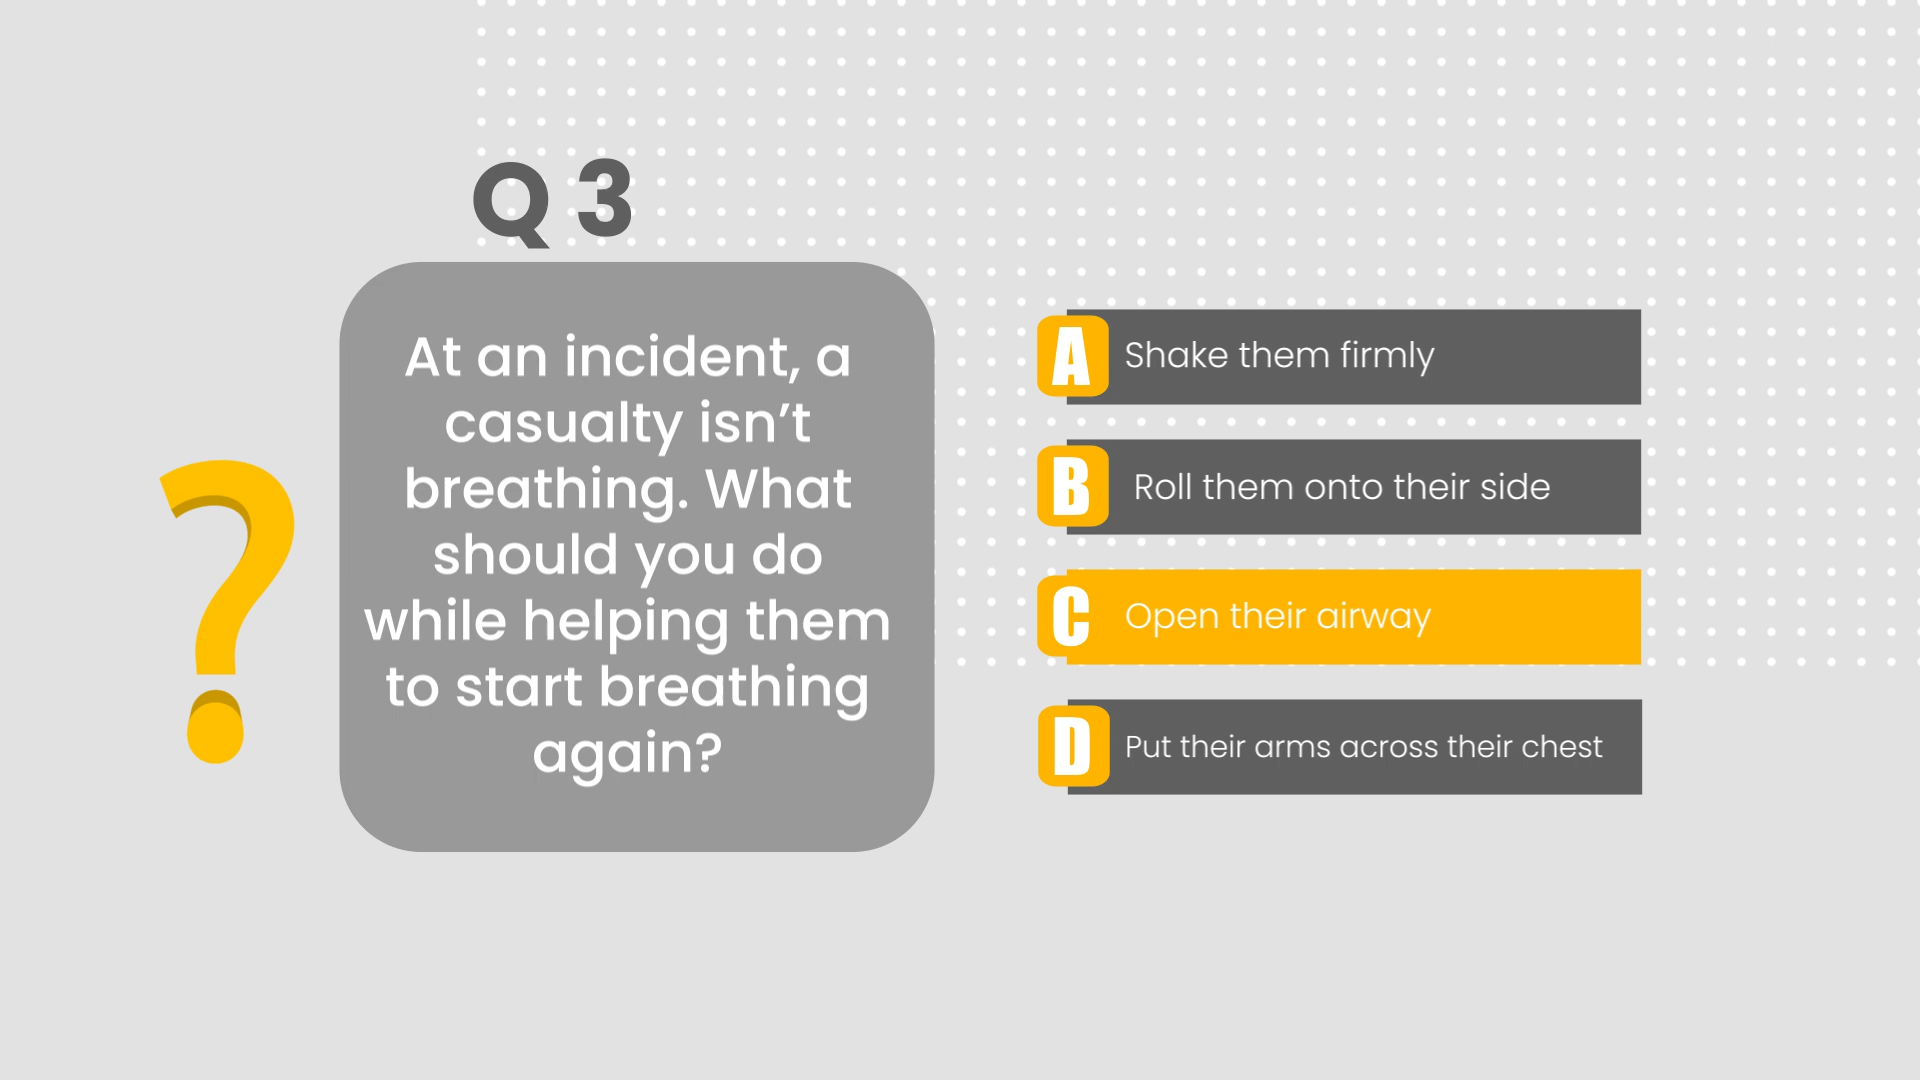 Q 3
?
At an incident, a
casualty isn’t
breathing. What
should you do
while helping them
to start breathing
again?
A Shake them firmly
B Roll them onto their side
C Open their airway
D Put their arms across their chest